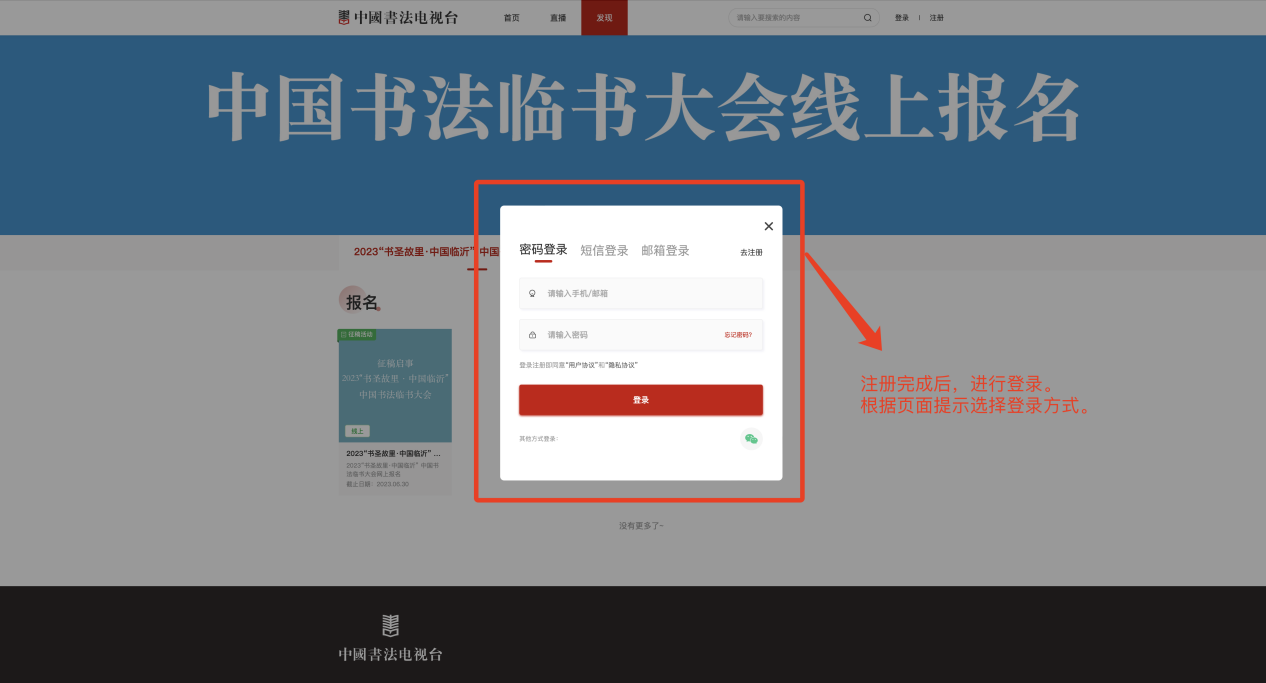 中國書法电视台
首页 直播 发现 请输入要搜索的内容 登录 | 注册
中国书法临书大会线上报名
2023“书圣故里·中国临沂” 中国
密码登录 短信登录 邮箱登录 去注册
请输入手机/邮箱
请输入密码 忘记密码?
登录注册即同意“用户协议”和“隐私协议”
登录
其他方式登录:
注册完成后，进行登录。
根据页面提示选择登录方式。
报名
征稿活动
征稿启事
2023“书圣故里·中国临沂”
中国书法临书大会
线上
2023“书圣故里·中国临沂” ...
2023“书圣故里·中国临沂” 中国书
法临书大会网上报名
截止日期: 2023.09.30
没有更多了~
中國書法电视台